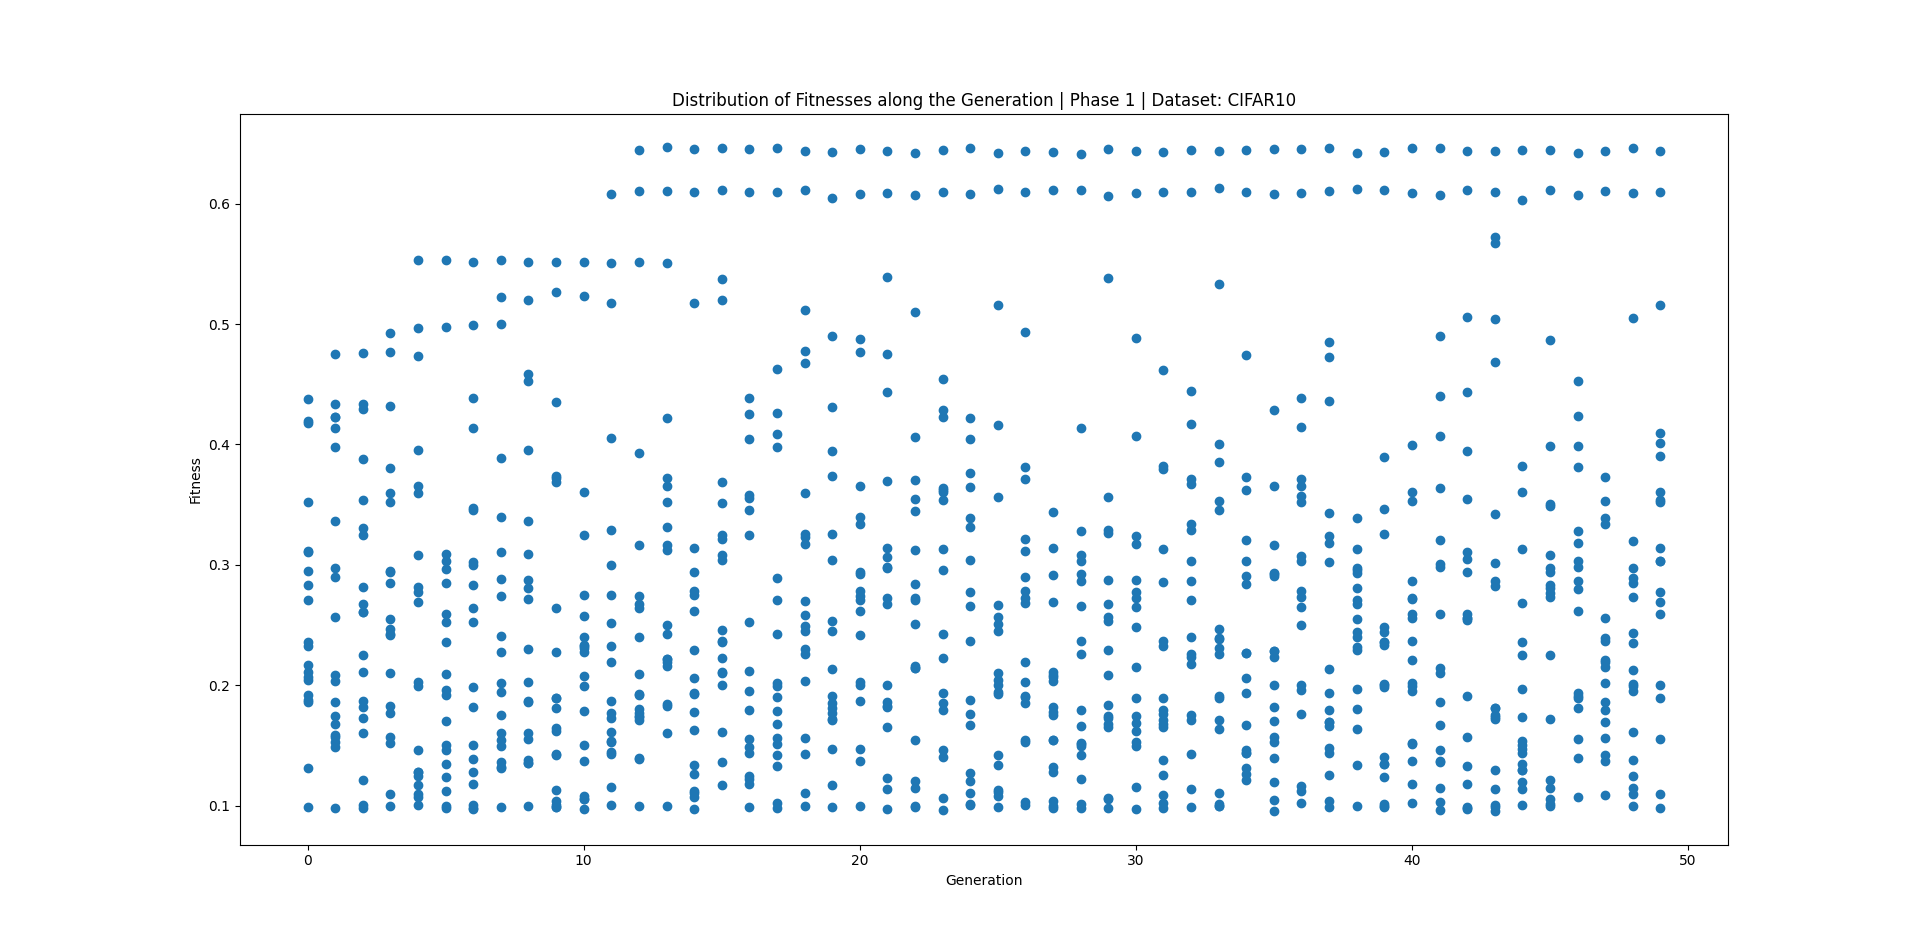 Distribution of Fitnesses along the Generation | Phase 1 | Dataset: CIFAR10
0.6
0.5
0.4
0.3
0.2
0.1
Fitness
0 10 20 30 40 50
Generation